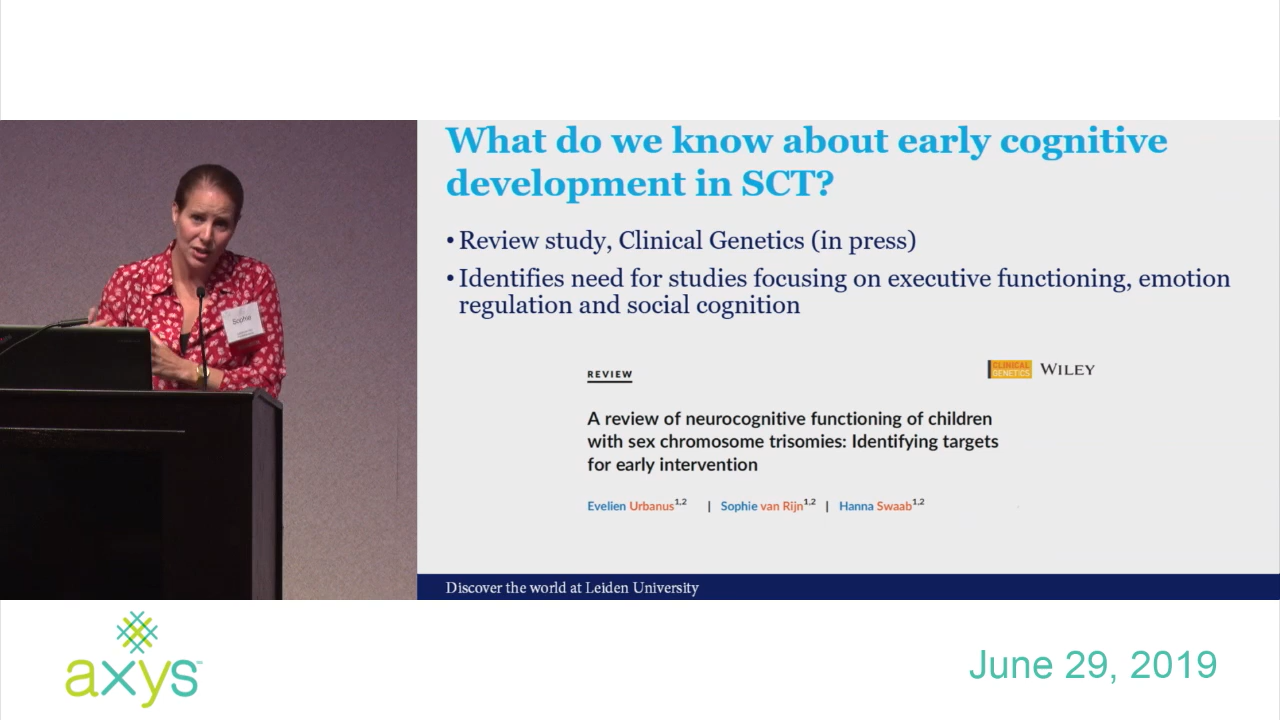 What do we know about early cognitive
development in SCT?
• Review study, Clinical Genetics (in press)
• Identifies need for studies focusing on executive functioning, emotion
regulation and social cognition
REVIEW
CLINICAL
GENETICS
WILEY
A review of neurocognitive functioning of children
with sex chromosome trisomies: Identifying targets
for early intervention
Evelien Urbanus1,2 | Sophie van Rijn1,2 | Hanna Swaab1,2
Discover the world at Leiden University
Sophie
axys™
June 29, 2019